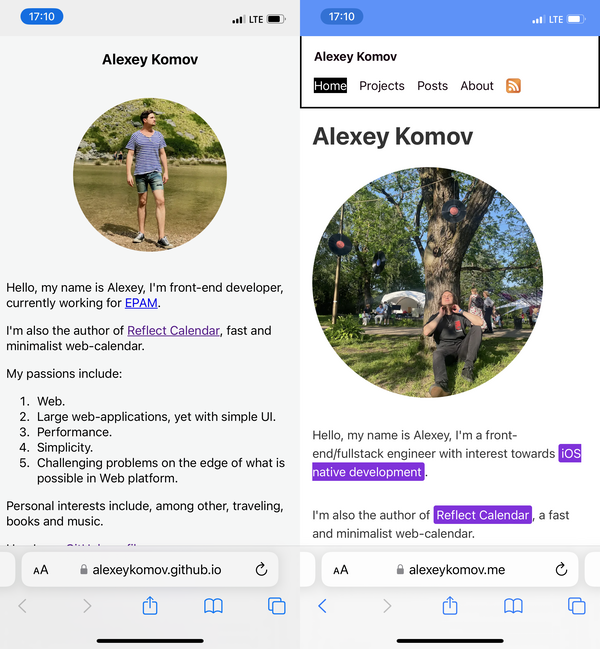 17:10
LTE
Alexey Komov
Hello, my name is Alexey, I'm front-end developer,
currently working for EPAM.
I'm also the author of Reflect Calendar, fast and
minimalist web-calendar.
My passions include:
1. Web.
2. Large web-applications, yet with simple UI.
3. Performance.
4. Simplicity.
5. Challenging problems on the edge of what is
possible in Web platform.
Personal interests include, among other, traveling,
books and music.
AA
alexeykomov.github.io
17:10
LTE
Alexey Komov
Home Projects Posts About
Alexey Komov
Hello, my name is Alexey, I'm a front-
end/fullstack engineer with interest towards iOS
native development.
I'm also the author of Reflect Calendar, a fast
and minimalist web-calendar.
AA
alexeykomov.me